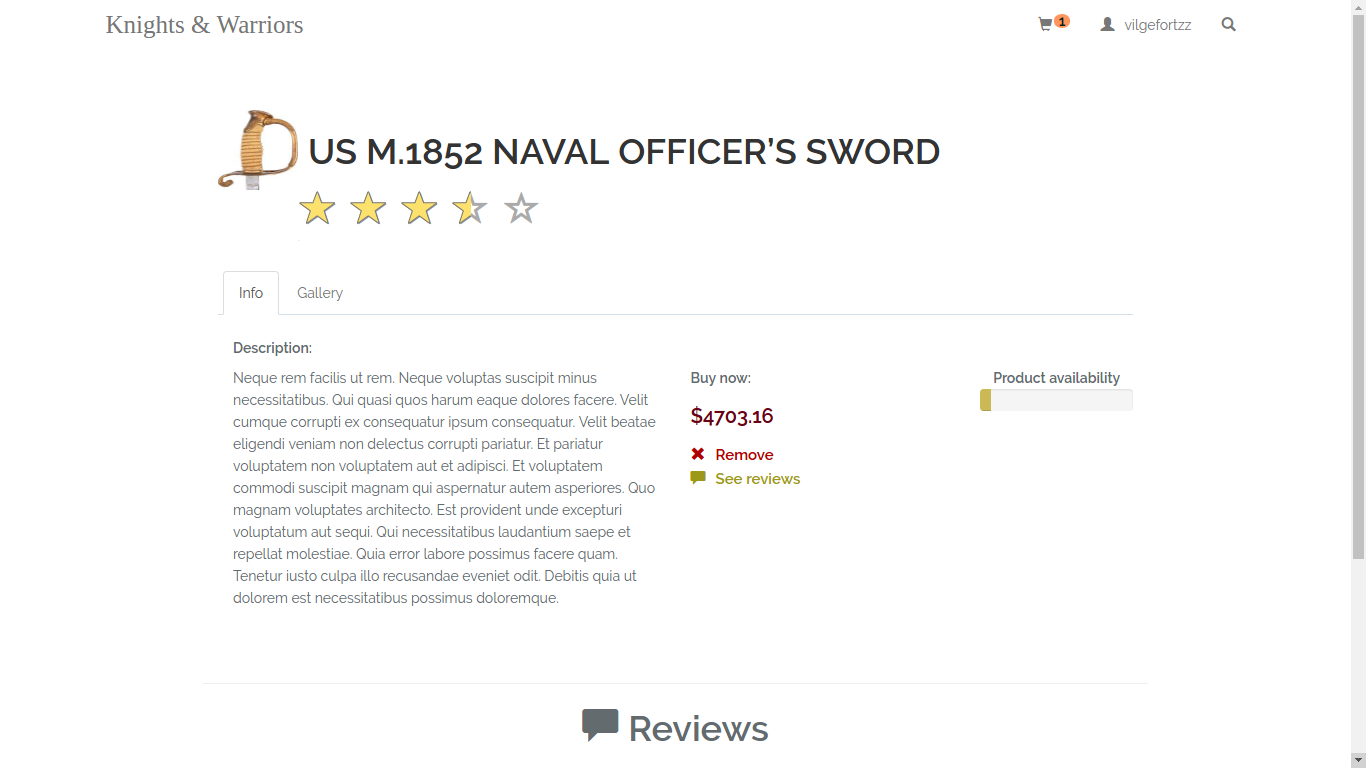 Knights & Warriors
1
vilgefortzz
US M.1852 NAVAL OFFICER’S SWORD
Info
Gallery
Description:
Neque rem facilis ut rem. Neque voluptas suscipit minus
necessitatibus. Qui quasi quos harum eaque dolores facere. Velit
cumque corrupti ex consequatur ipsum consequatur. Velit beatae
eligendi veniam non delectus corrupti pariatur. Et pariatur
voluptatem non voluptatem aut et adipisci. Et voluptatem
commodi suscipit magnam qui aspernatur autem asperiores. Quo
magnam voluptates architecto. Est provident unde excepturi
voluptatum aut sequi. Qui necessitatibus laudantium saepe et
repellat molestiae. Quia error labore possimus facere quam.
Tenetur iusto culpa illo recusandae eveniet odit. Debitis quia ut
dolorem est necessitatibus possimus doloremque.
Buy now:
$4703.16
Remove
See reviews
Product availability
Reviews